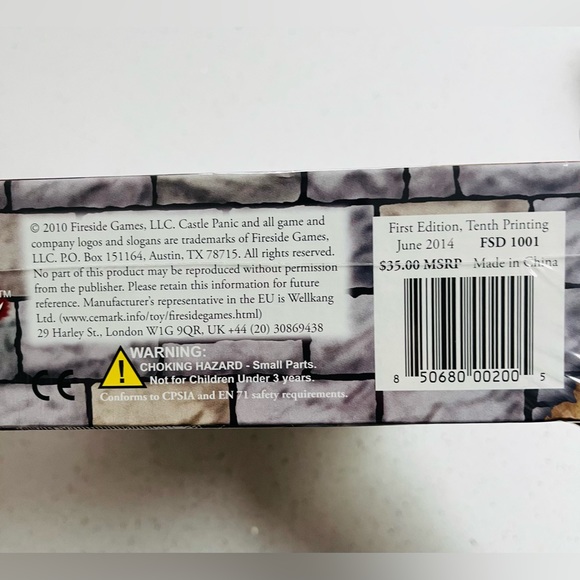 © 2010 Fireside Games, LLC. Castle Panic and all game and
company logos and slogans are trademarks of Fireside Games,
LLC. P.O. Box 151164, Austin, TX 78715. All rights reserved.
No part of this product may be reproduced without permission
from the publisher. Please retain this information for future
reference. Manufacturer's representative in the EU is Wellkang
Ltd. (www.cemark.info/toy/firesidegames.html)
29 Harley St., London W1G 9QR, UK +44 (20) 30869438
CE
WARNING:
CHOKING HAZARD - Small Parts.
Not for Children Under 3 years.
Conforms to CPSIA and EN 71 safety requirements.
First Edition, Tenth Printing
June 2014 FSD 1001
$35.00 MSRP Made in China
8 50680 00200 5
TM